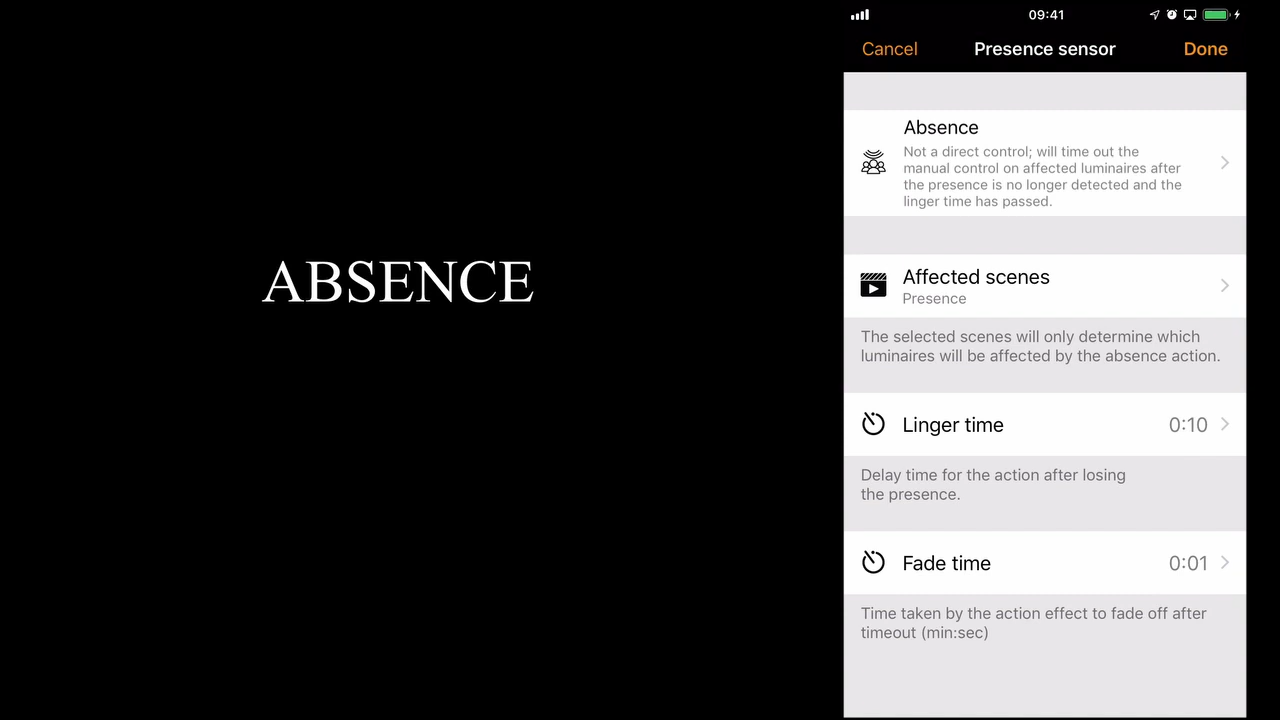 ABSENCE
09:41
Cancel
Presence sensor
Done
Absence
Not a direct control; will time out the
manual control on affected luminaires after
the presence is no longer detected and the
linger time has passed.
Affected scenes
Presence
The selected scenes will only determine which
luminaires will be affected by the absence action.
Linger time
0:10
Delay time for the action after losing
the presence.
Fade time
0:01
Time taken by the action effect to fade off after
timeout (min:sec)